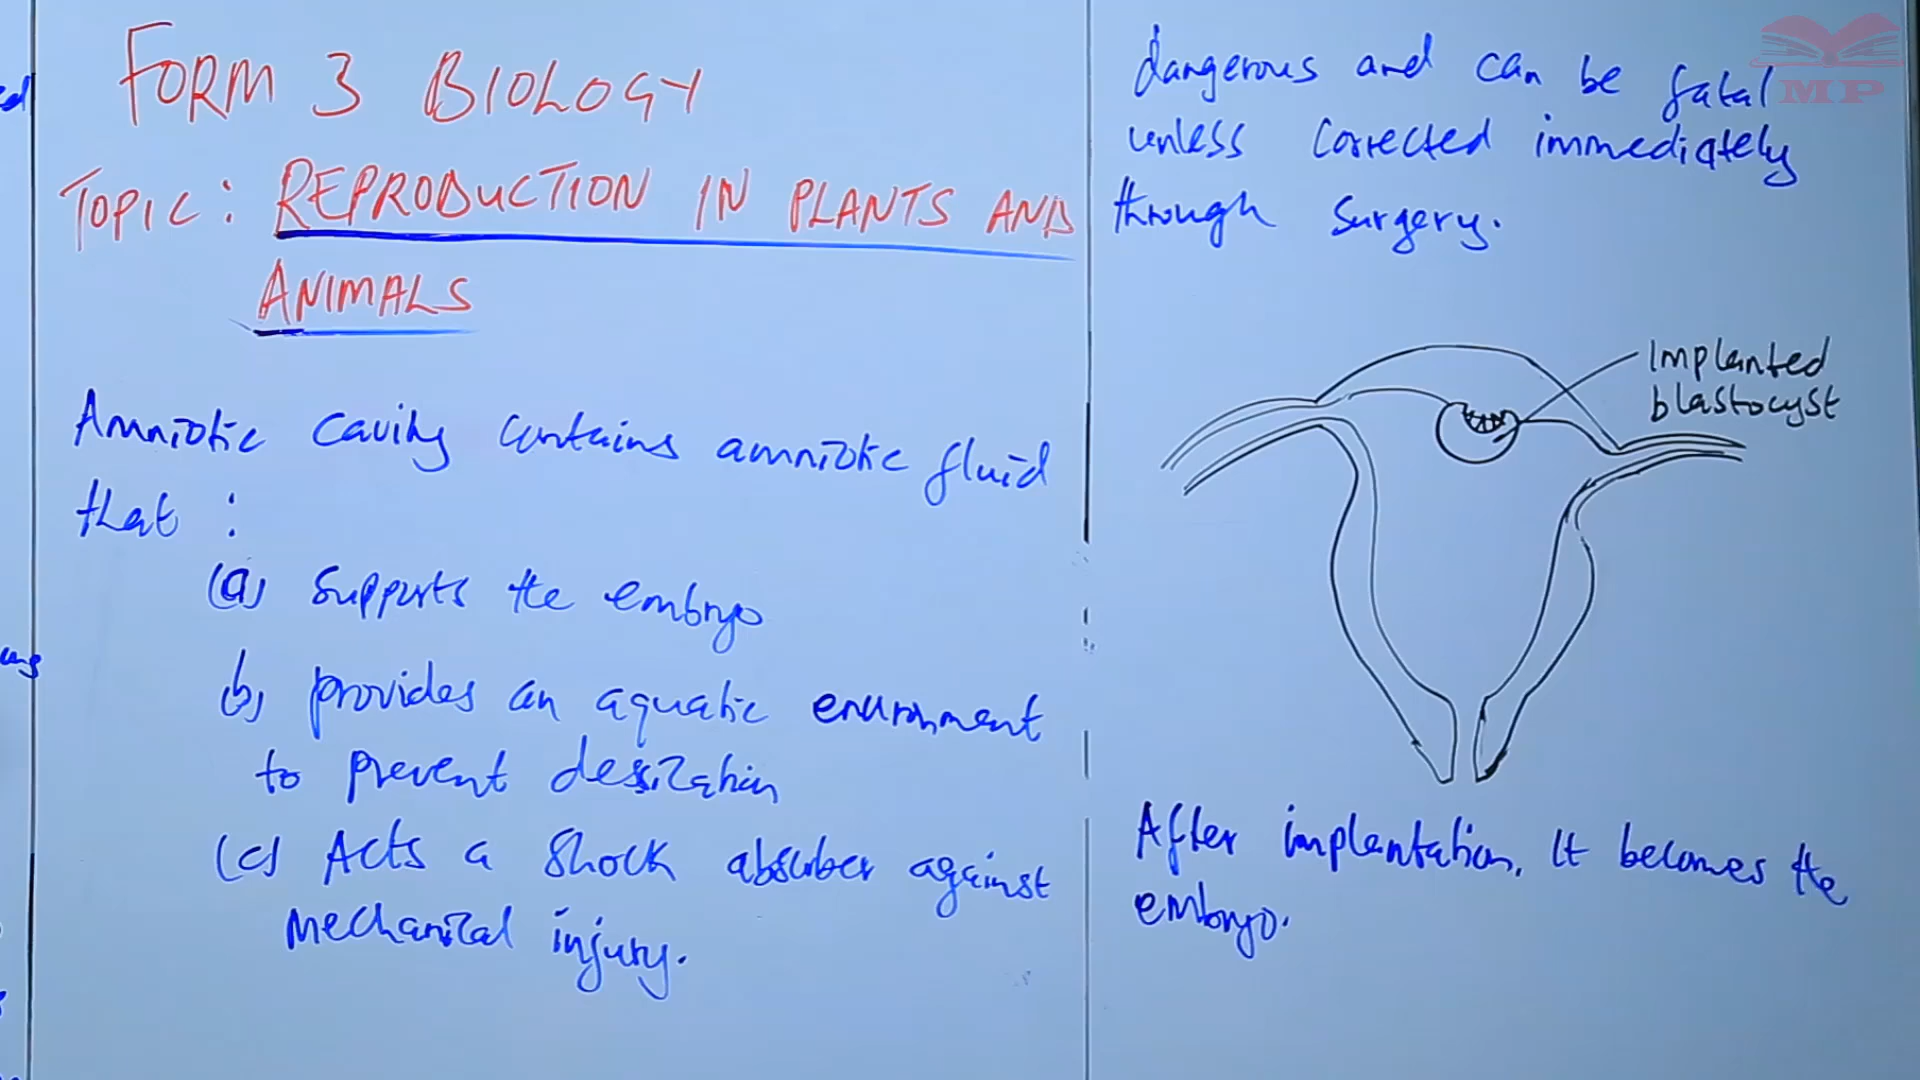 FORM 3 BIOLOGY
TOPIC: REPRODUCTION IN PLANTS AND
ANIMALS
Amniotic cavity contains amniotic fluid
that :
(a) supports the embryo
b) provides an aquatic environment
to prevent dessication
(c) Acts a shock absorber against
mechanical injury.
dangerous and can be fatal
unless corrected immediately
through surgery.
Implanted
blastocyst
After implantation, It becomes the
embryo.
MP